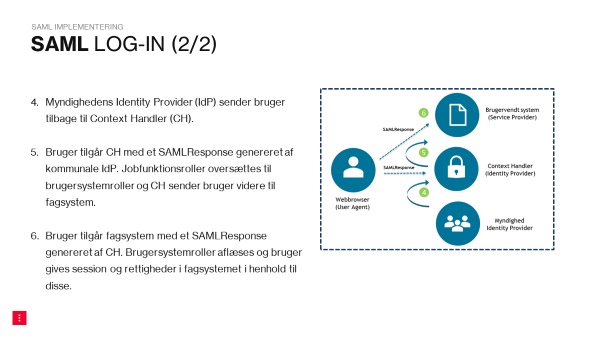 SAML IMPLEMENTERING
SAML LOG-IN (2/2)
4. Myndighedens Identity Provider (IdP) sender bruger
tilbage til Context Handler (CH).
5. Bruger tilgår CH med et SAMLResponse genereret af
kommunale IdP. Jobfunktionsroller oversættes til
brugersystemroller og CH sender bruger videre til
fagsystem.
6. Bruger tilgår fagsystem med et SAMLResponse
genereret af CH. Brugersystemroller aflæses og bruger
gives session og rettigheder i fagsystemet i henhold til
disse.
6
Brugervendt system
(Service Provider)
SAMLResponse
5
Context Handler
(Identity Provider)
SAMLResponse
4
Webbrowser
(User Agent)
Myndighed
Identity Provider